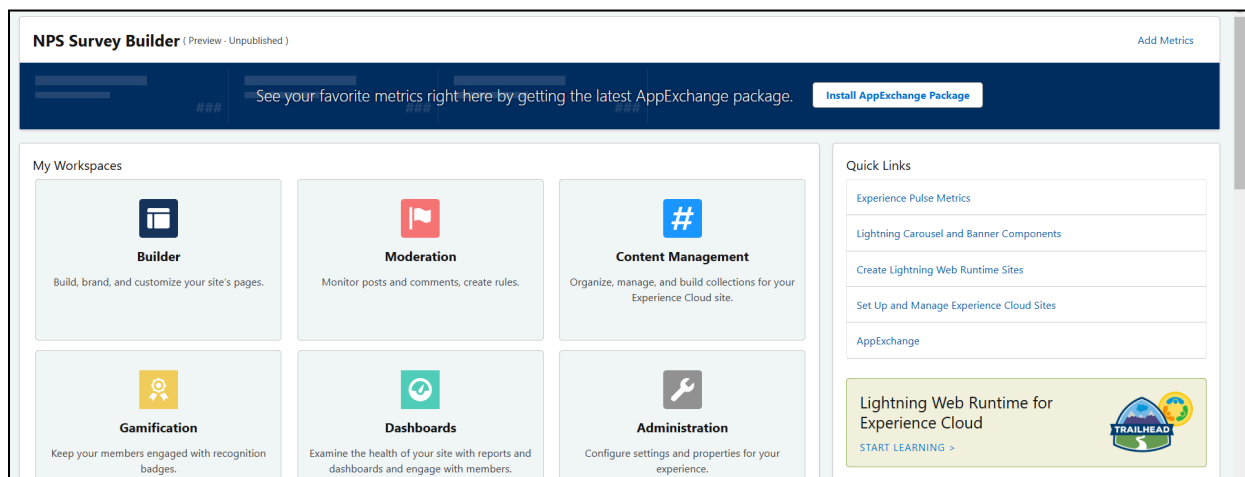 NPS Survey Builder ( Preview - Unpublished )
Add Metrics
### ### ###
See your favorite metrics right here by getting the latest AppExchange package.
Install AppExchange Package
My Workspaces
Builder
Build, brand, and customize your site's pages.
Moderation
Monitor posts and comments, create rules.
#
Content Management
Organize, manage, and build collections for your
Experience Cloud site.
Gamification
Keep your members engaged with recognition
badges.
Dashboards
Examine the health of your site with reports and
dashboards and engage with members.
Administration
Configure settings and properties for your
experience.
Quick Links
Experience Pulse Metrics
Lightning Carousel and Banner Components
Create Lightning Web Runtime Sites
Set Up and Manage Experience Cloud Sites
AppExchange
Lightning Web Runtime for
Experience Cloud
START LEARNING >
TRAILHEAD